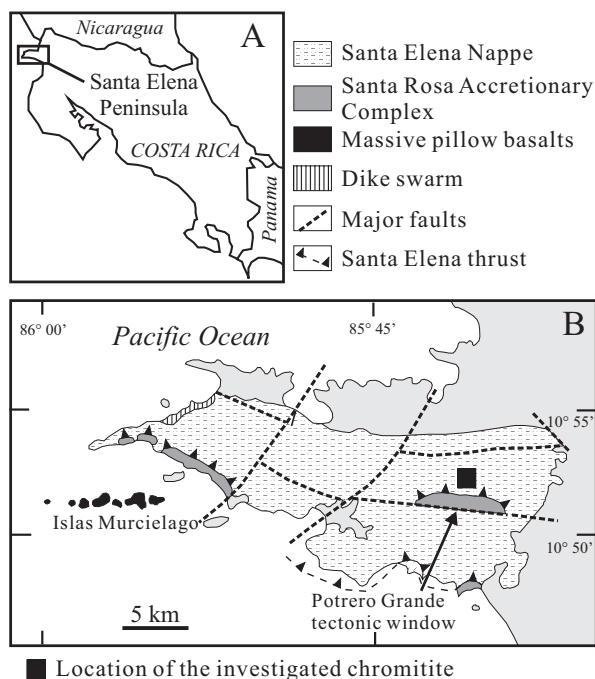 Nicaragua
A
Santa Elena
Peninsula
COSTA RICA
Panama
Santa Elena Nappe
Santa Rosa Accretionary
Complex
Massive pillow basalts
Dike swarm
Major faults
Santa Elena thrust
86° 00'
85° 45'
B
Pacific Ocean
10° 55'
Islas Murcielago
10° 50'
5 km
Potrero Grande
tectonic window
Location of the investigated chromitite